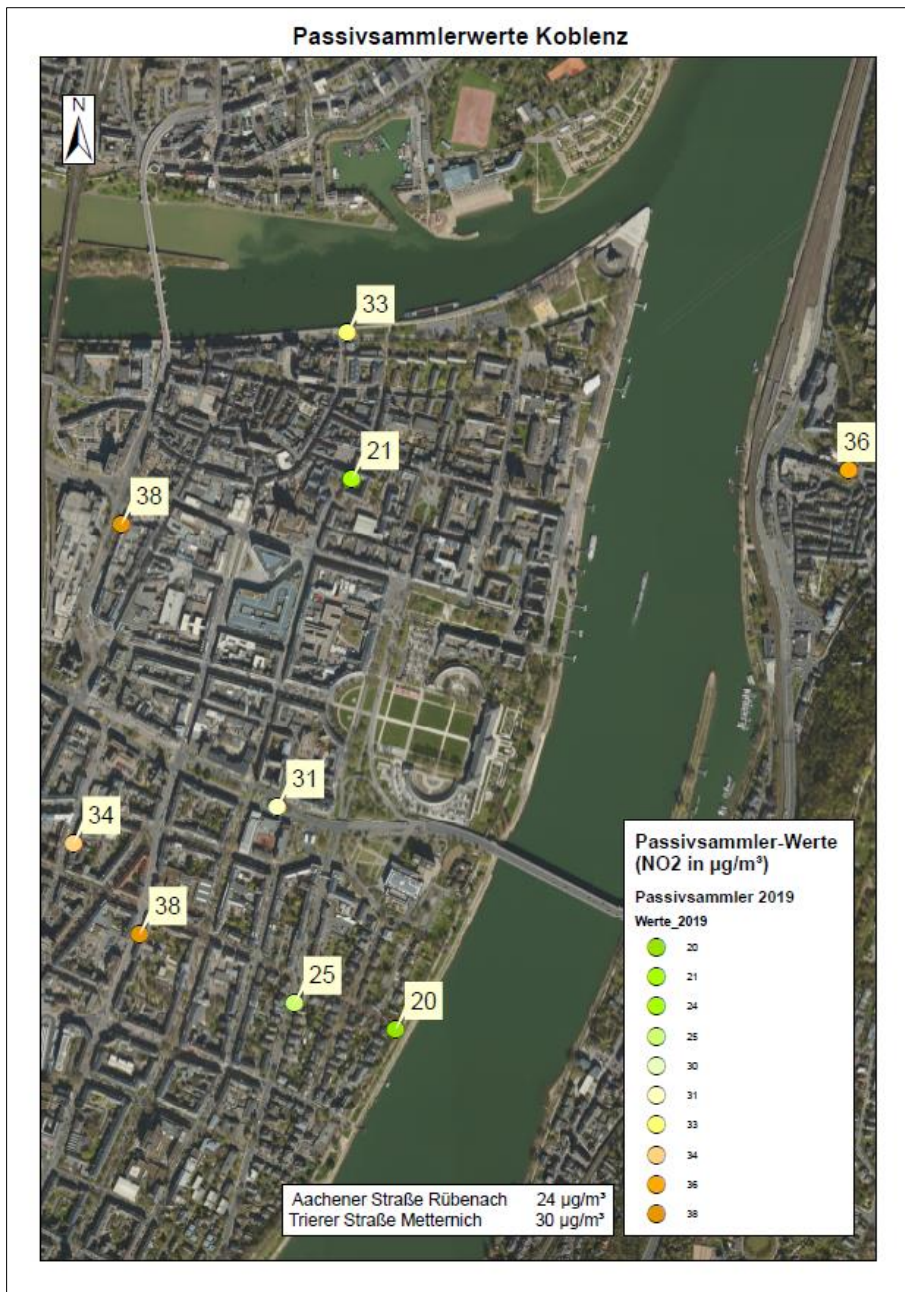 Passivsammlerwerte Koblenz
N
33
21
36
38
31
34
38
25
20
Passivsammler-Werte
(NO2 in µg/m³)
Passivsammler 2019
Werte_2019
20
21
24
25
30
31
33
34
36
38
Aachener Straße Rübenach 24 µg/m³
Trierer Straße Metternich 30 µg/m³